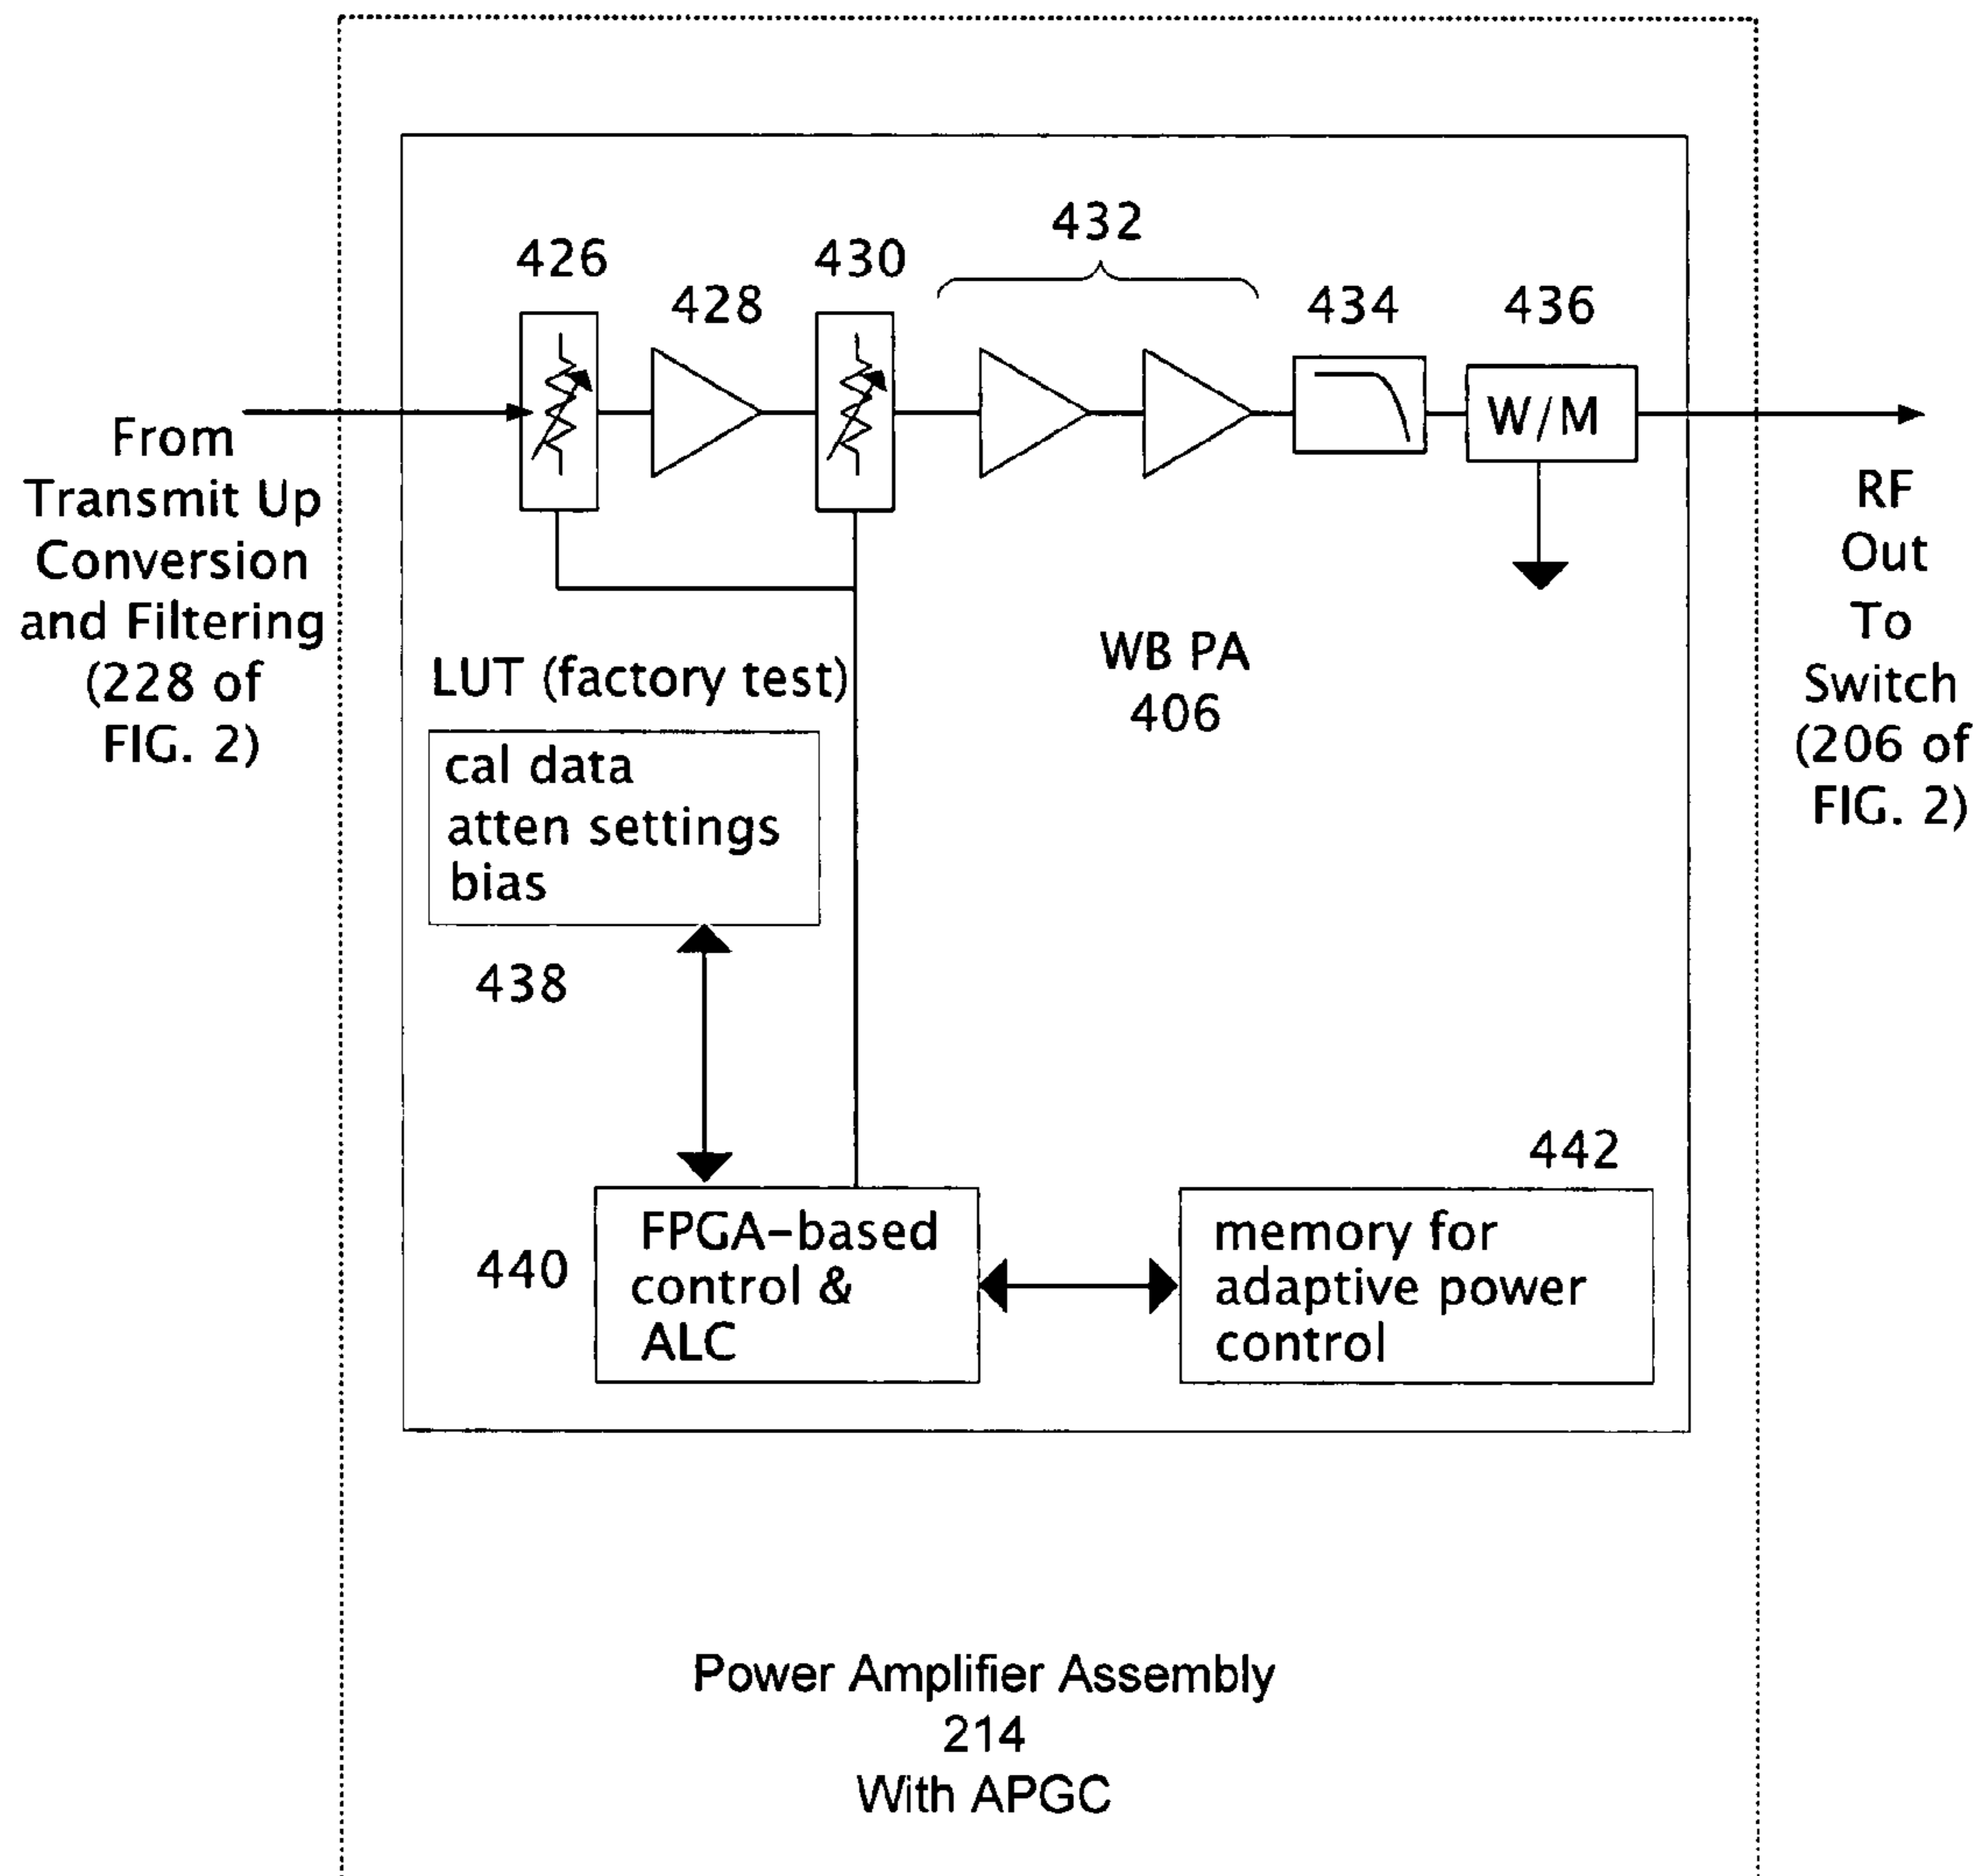 432
426
430
428
434
436
W/M
From
Transmit Up
Conversion
and Filtering
(228 of
FIG. 2)
RF
Out
To
Switch
(206 of
FIG. 2)
WB PA
406
LUT (factory test)
cal data
atten settings
bias
438
440
FPGA-based
control &
ALC
442
memory for
adaptive power
control
Power Amplifier Assembly
214
With APGC